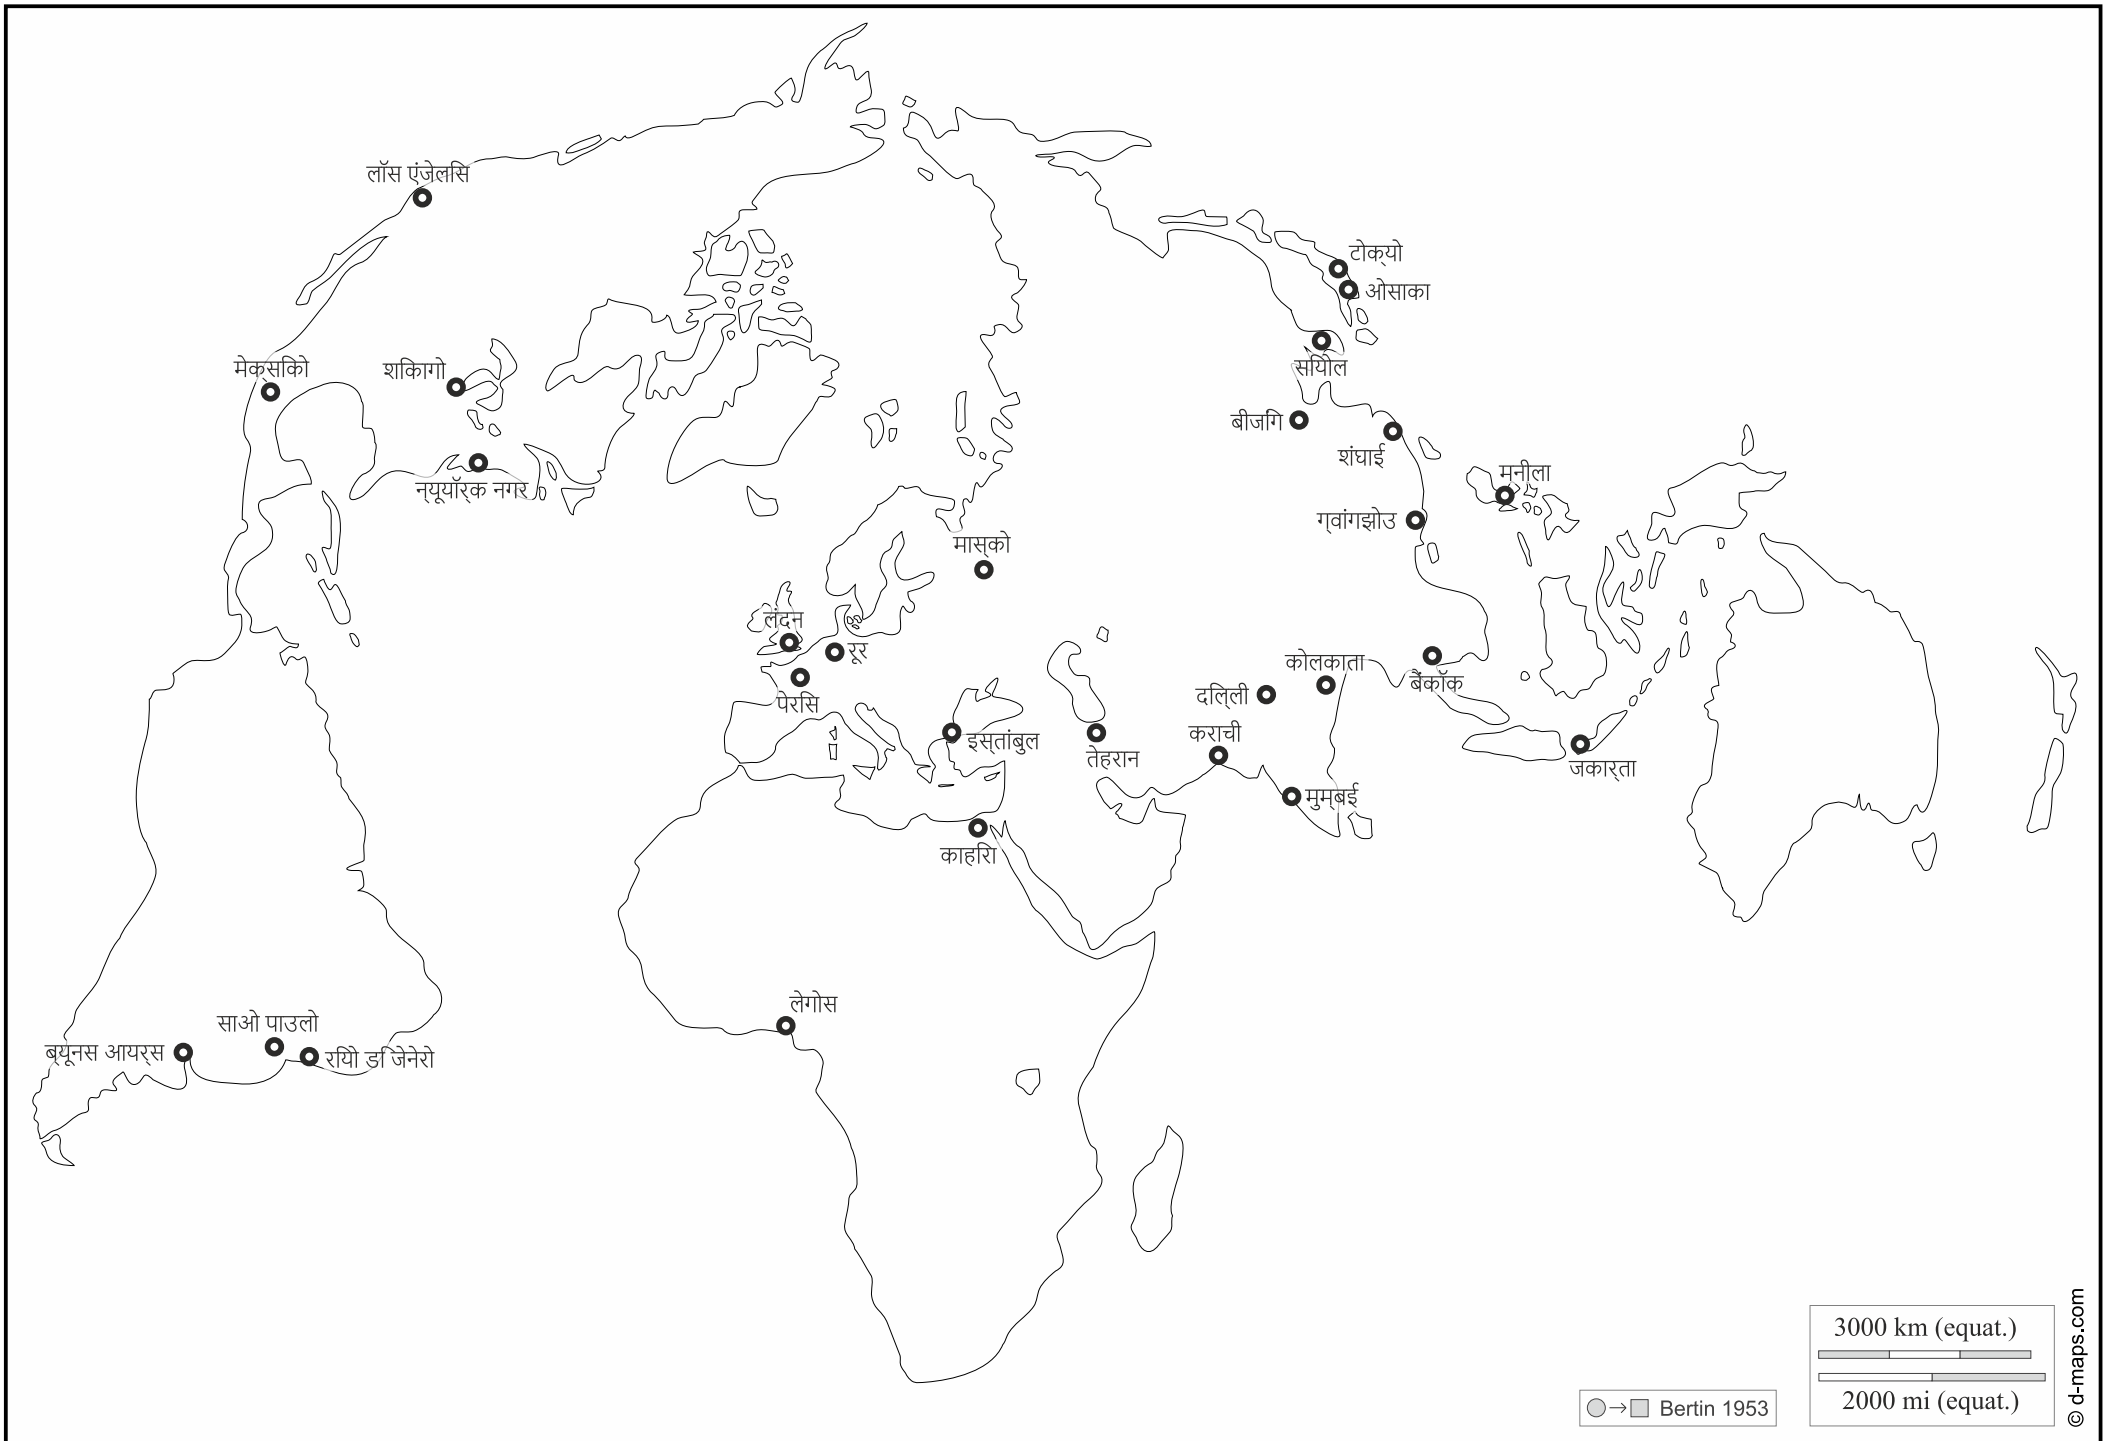 लॉस एंजेलसि
टोक्यो
ओसाका
मेक्सिको
शिकागो
सियोल
बीजिंग
शंघाई
मनीला
न्यूयॉर्क नगर
ग्वांगझोउ
मास्को
लंदन
रूर
कोलकाता
बैंकॉक
दिल्ली
पेरिस
कराची
इस्तांबुल
तेहरान
जकार्ता
मुम्बई
काहिरा
लेगोस
साओ पाउलो
ब्यूनस आयर्स
रियो डि जेनेरो
3000 km (equat.)
2000 mi (equat.)
Bertin 1953
© d-maps.com